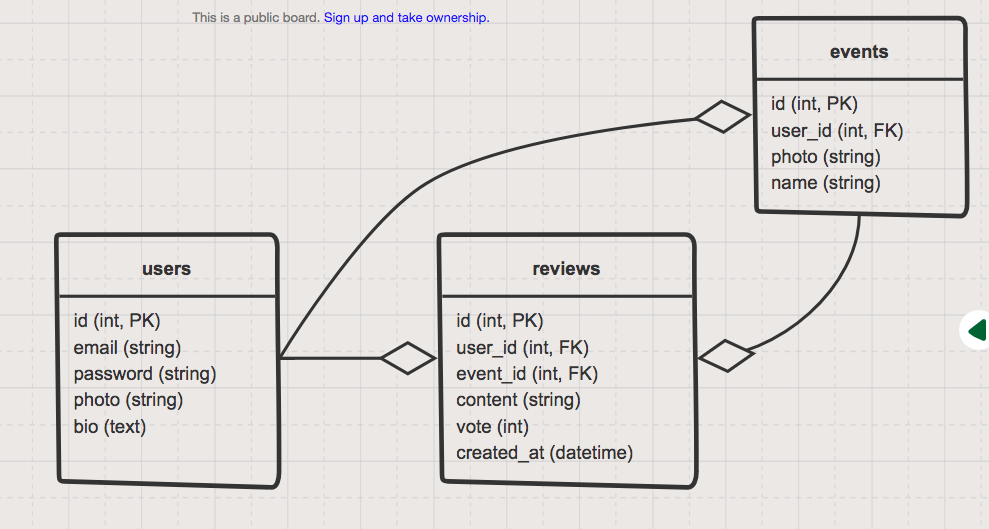 This is a public board. Sign up and take ownership.
events
id (int, PK)
user_id (int, FK)
photo (string)
name (string)
users
id (int, PK)
email (string)
password (string)
photo (string)
bio (text)
reviews
id (int, PK)
user_id (int, FK)
event_id (int, FK)
content (string)
vote (int)
created_at (datetime)